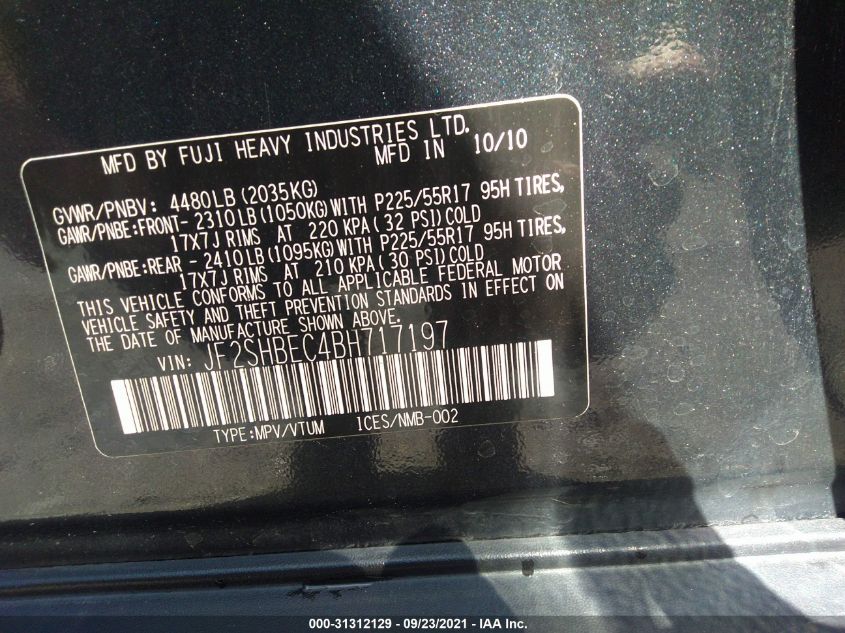 MFD BY FUJI HEAVY INDUSTRIES LTD.
MFD IN 10/10
GVWR/PNBV: 4480LB (2035KG)
GAWR/PNBE:FRONT- 2310LB(1050KG)WITH P225/55R17 95H TIRES,
17X7J RIMS AT 220 KPA(32 PSI)COLD
GAWR/PNBE:REAR - 2410LB(1095KG)WITH P225/55R17 95H TIRES,
17X7J RIMS AT 210 KPA(30 PSI)COLD
THIS VEHICLE CONFORMS TO ALL APPLICABLE FEDERAL MOTOR
VEHICLE SAFETY AND THEFT PREVENTION STANDARDS IN EFFECT ON
THE DATE OF MANUFACTURE SHOWN ABOVE.
VIN: JF2SHBEC4BH717197
TYPE:MPV/VTUM ICES/NMB-002
000-31312129 - 09/23/2021 - IAA Inc.